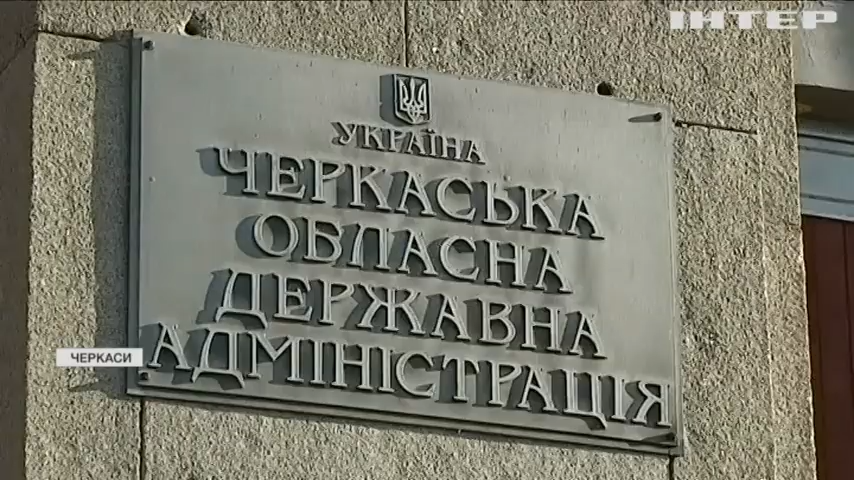 ІНТЕР
УКРАЇНА
ЧЕРКАСЬКА
ОБЛАСНА
ДЕРЖАВНА
АДМІНІСТРАЦІЯ
ЧЕРКАСИ